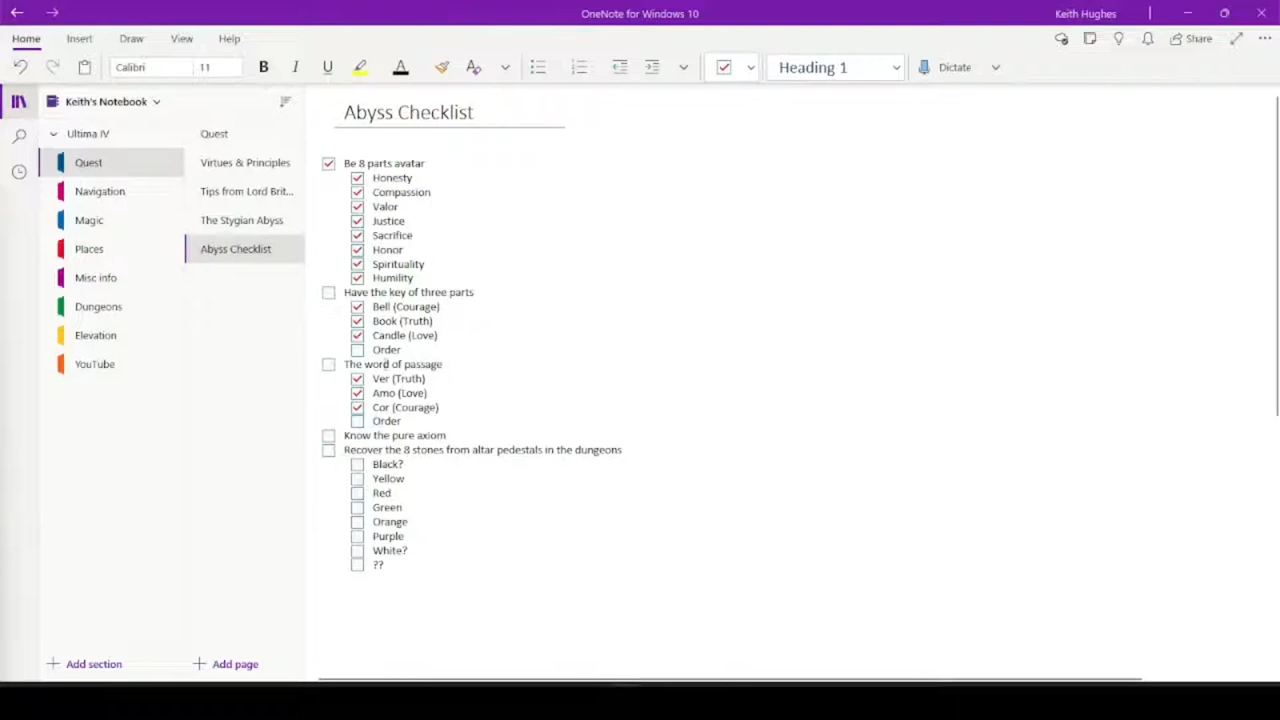 OneNote for Windows 10
Keith Hughes
Home
Insert
Draw
View
Help
Share
Calibri
11
B
I
U
A
Heading 1
Dictate
Keith's Notebook
Ultima IV
Quest
Navigation
Magic
Places
Misc info
Dungeons
Elevation
YouTube
Add section
Quest
Virtues & Principles
Tips from Lord Brit...
The Stygian Abyss
Abyss Checklist
Add page
Abyss Checklist
Be 8 parts avatar
Honesty
Compassion
Valor
Justice
Sacrifice
Honor
Spirituality
Humility
Have the key of three parts
Bell (Courage)
Book (Truth)
Candle (Love)
Order
The word of passage
Ver (Truth)
Amo (Love)
Cor (Courage)
Order
Know the pure axiom
Recover the 8 stones from altar pedestals in the dungeons
Black?
Yellow
Red
Green
Orange
Purple
White?
??